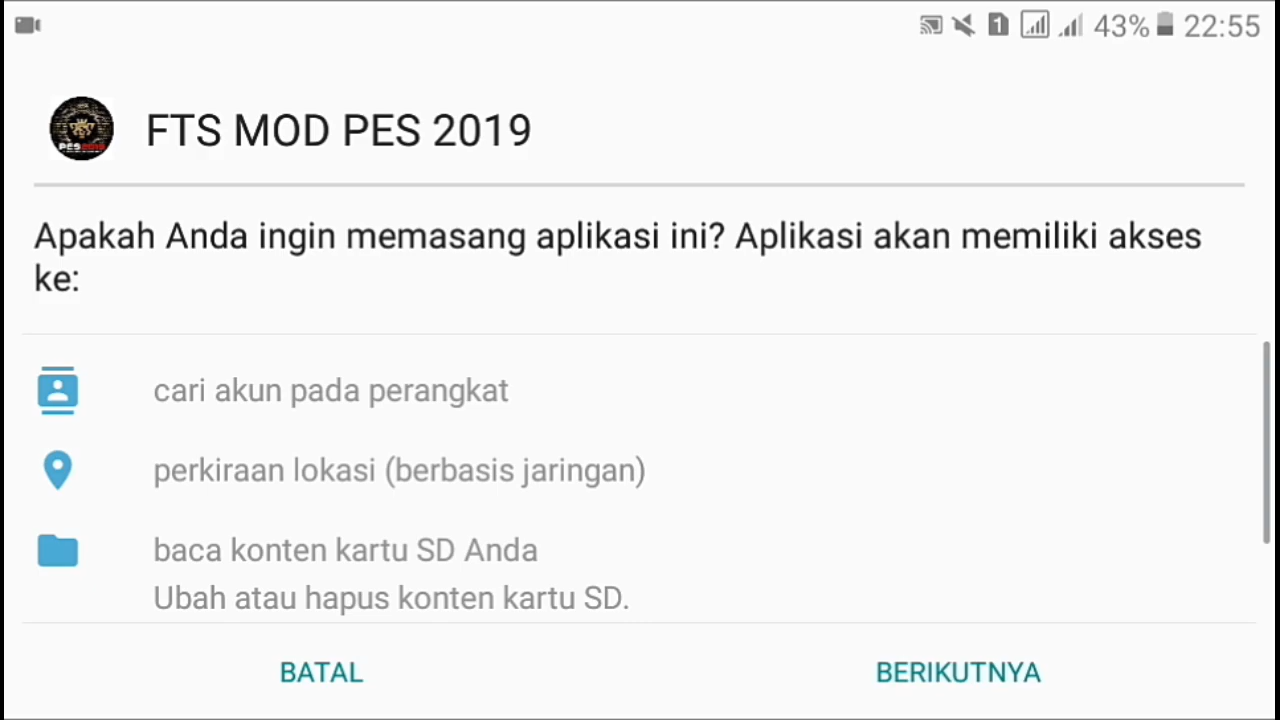 1 43% 22:55
PES2019
FTS MOD PES 2019
Apakah Anda ingin memasang aplikasi ini? Aplikasi akan memiliki akses
ke:
cari akun pada perangkat
perkiraan lokasi (berbasis jaringan)
baca konten kartu SD Anda
Ubah atau hapus konten kartu SD.
BATAL
BERIKUTNYA